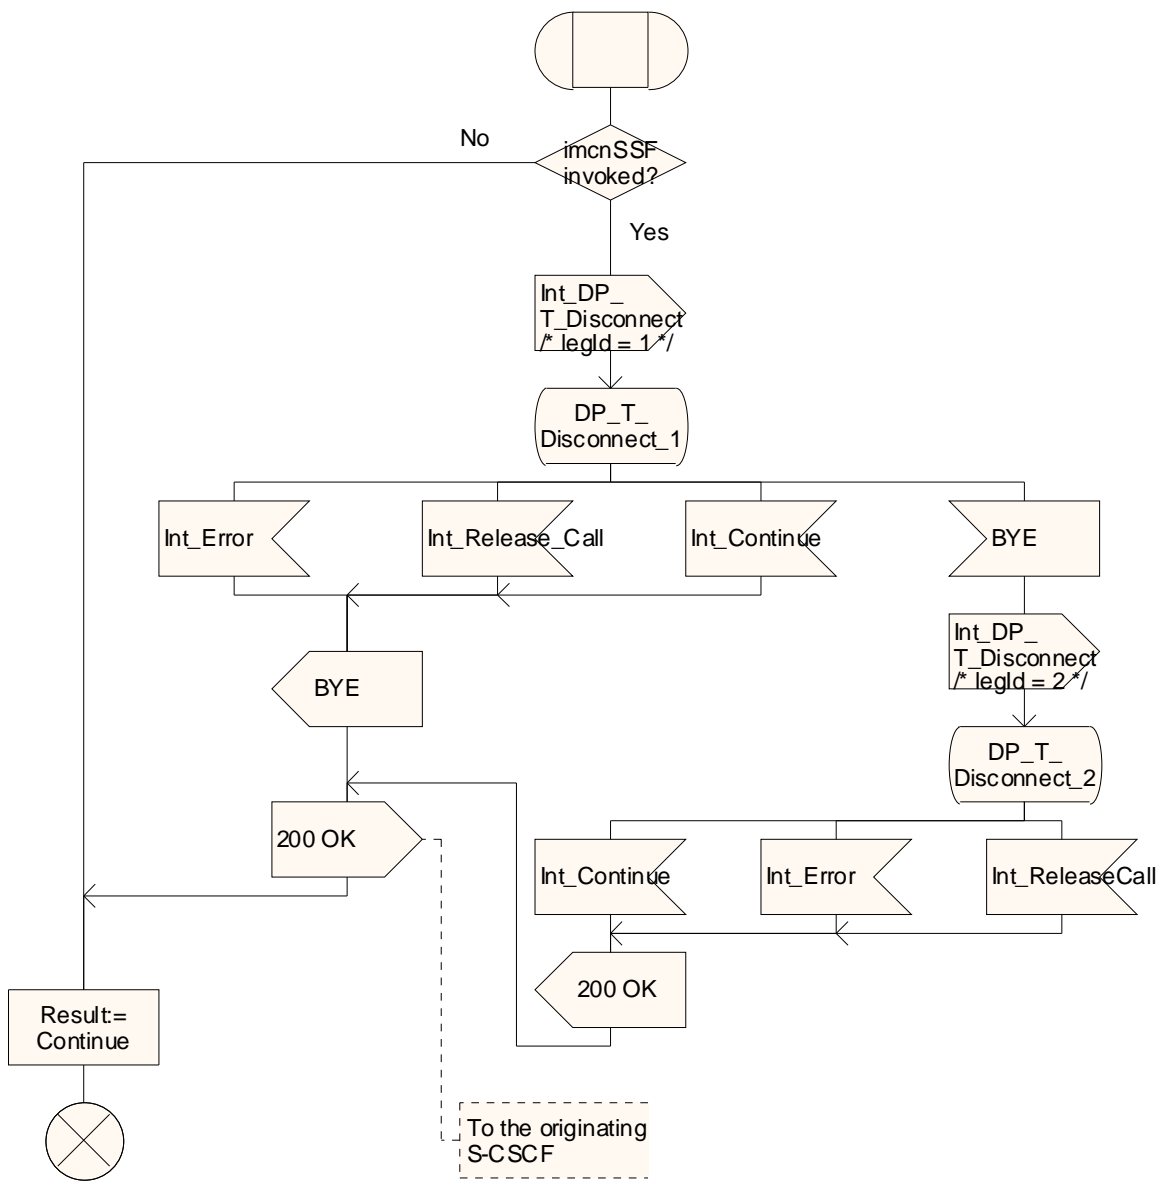 No
imcnSSF
invoked?
Yes
Int_DP_
T_Disconnect
/* legId = 1 */
DP_T_
Disconnect_1
Int_Error
Int_Release_Call
Int_Continue
BYE
Int_DP_
T_Disconnect
/* legId = 2 */
BYE
DP_T_
Disconnect_2
200 OK
Int_Continue
Int_Error
Int_ReleaseCall
200 OK
Result:=
Continue
To the originating
S-CSCF